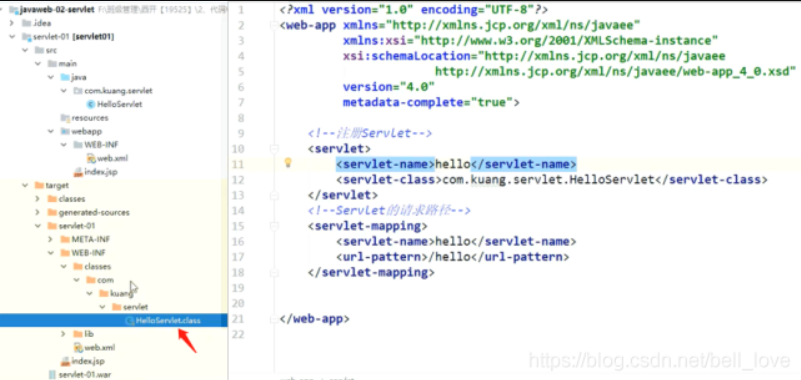 javaweb-02-servlet
.idea
servlet-01 [servlet01]
src
main
java
com.kuang.servlet
HelloServlet
resources
webapp
WEB-INF
web.xml
index.jsp
target
classes
generated-sources
servlet-01
META-INF
WEB-INF
classes
com
kuang
servlet
HelloServlet.class
lib
web.xml
index.jsp
servlet-01.war
1 <?xml version="1.0" encoding="UTF-8"?>
2 <web-app xmlns="http://xmlns.jcp.org/xml/ns/javaee"
3 xmlns:xsi="http://www.w3.org/2001/XMLSchema-instance"
4 xsi:schemaLocation="http://xmlns.jcp.org/xml/ns/javaee
5 http://xmlns.jcp.org/xml/ns/javaee/web-app_4_0.xsd"
6 version="4.0"
7 metadata-complete="true">
8
9 <!--注册Servlet-->
10 <servlet>
11 <servlet-name>hello</servlet-name>
12 <servlet-class>com.kuang.servlet.HelloServlet</servlet-class>
13 </servlet>
14 <!--Servlet的请求路径-->
15 <servlet-mapping>
16 <servlet-name>hello</servlet-name>
17 <url-pattern>/hello</url-pattern>
18 </servlet-mapping>
19
20
21 </web-app>
22
https://blog.csdn.net/bell_love